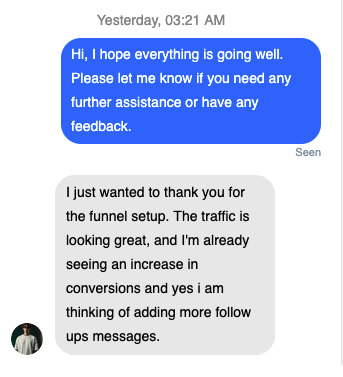 Yesterday, 03:21 AM
Hi, I hope everything is going well.
Please let me know if you need any
further assistance or have any
feedback.
Seen
I just wanted to thank you for
the funnel setup. The traffic is
looking great, and I'm already
seeing an increase in
conversions and yes i am
thinking of adding more follow
ups messages.